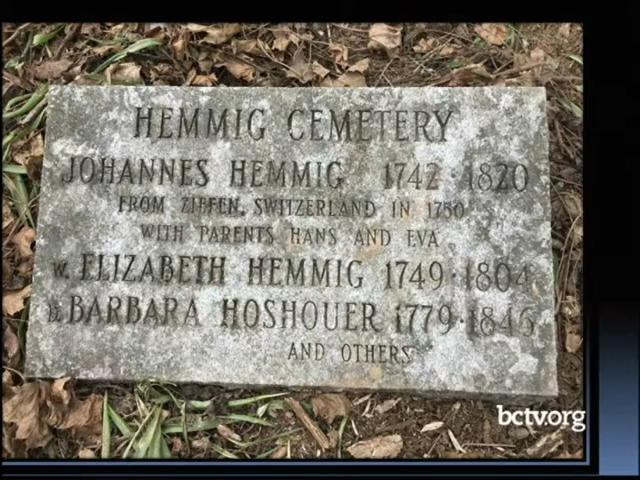 HEMMIG CEMETERY
JOHANNES HEMMIG 1742 · 1820
FROM ZIEFEN, SWITZERLAND IN 1750
WITH PARENTS HANS AND EVA
W. ELIZABETH HEMMIG 1749 · 1804
D. BARBARA HOSHOUER 1779 · 1846
AND OTHERS
bctv.org